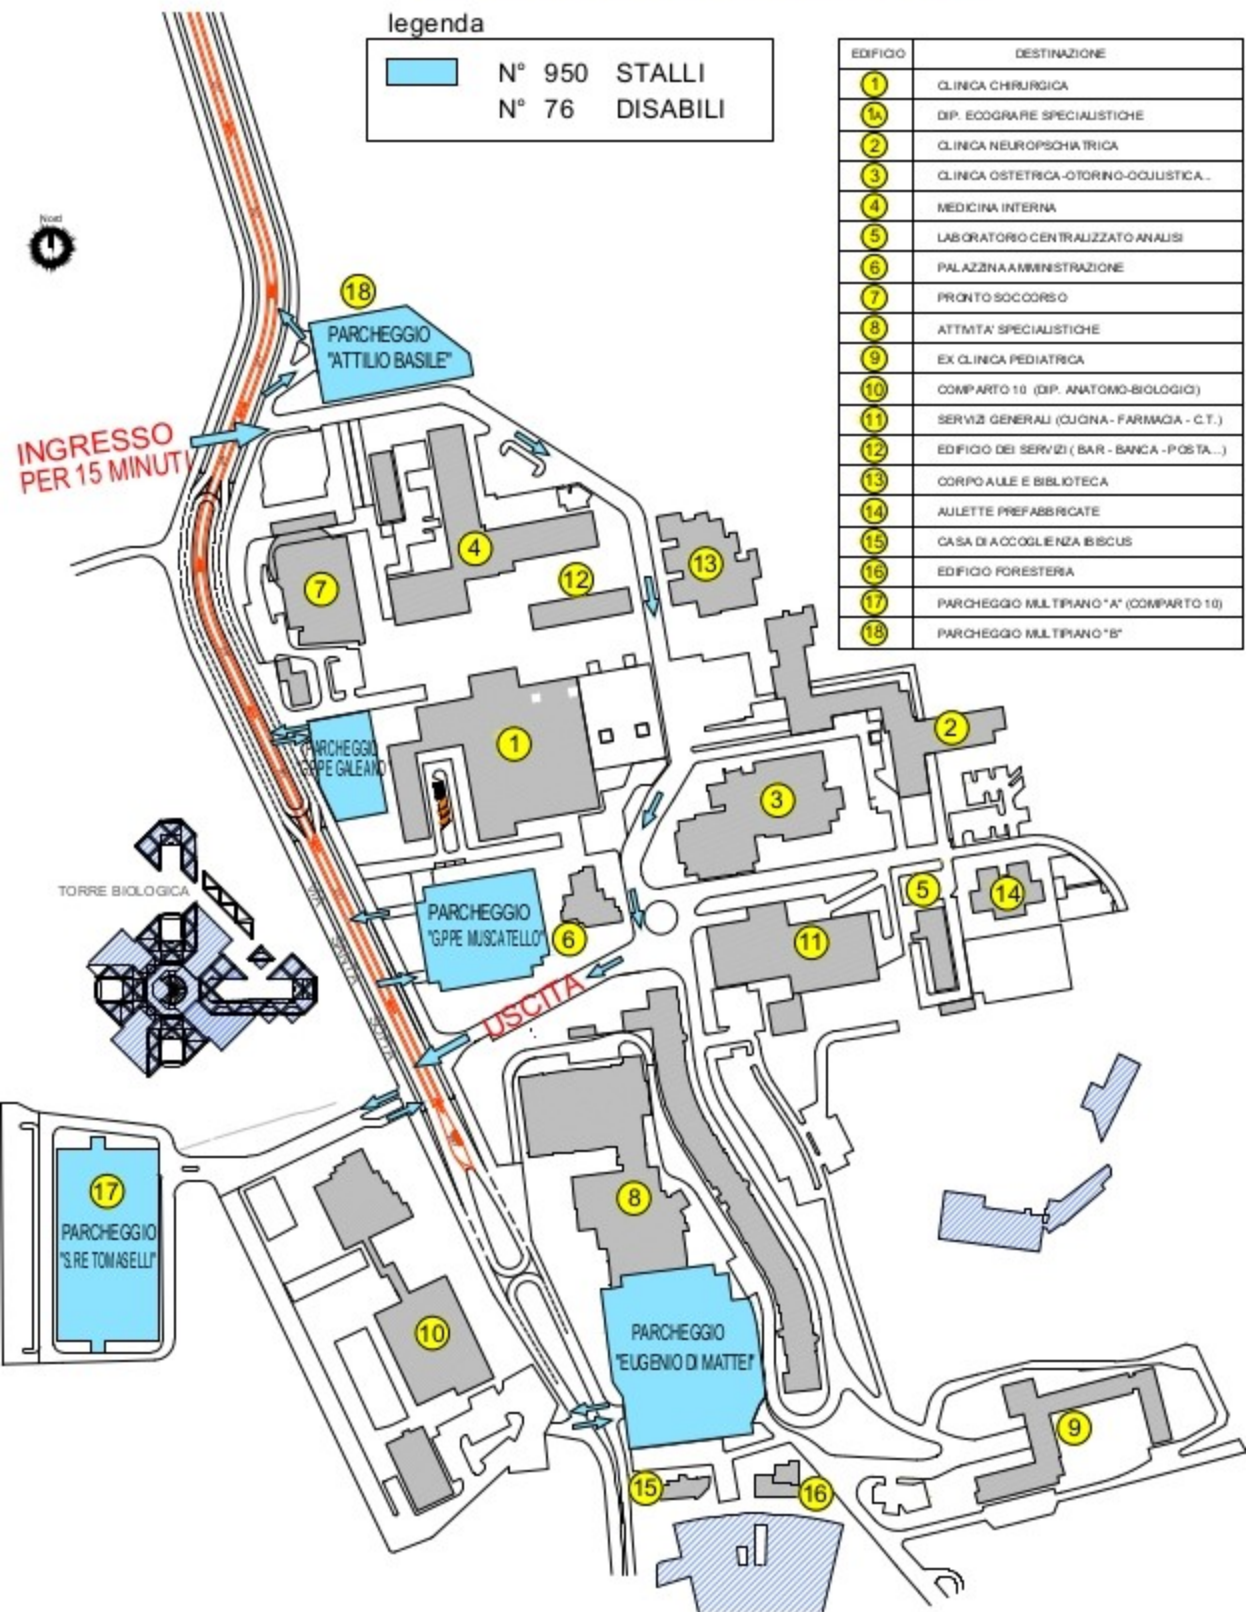 legenda
N° 950 STALLI
N° 76 DISABILI
EDIFICIO DESTINAZIONE
1 CLINICA CHIRURGICA
1A DIP. ECOGRAFIE SPECIALISTICHE
2 CLINICA NEUROPSCHIATRICA
3 CLINICA OSTETRICA-OTORINO-OCULISTICA...
4 MEDICINA INTERNA
5 LABORATORIO CENTRALIZZATO ANALISI
6 PALAZZINA AMMINISTRAZIONE
7 PRONTO SOCCORSO
8 ATTIVITA' SPECIALISTICHE
9 EX CLINICA PEDIATRICA
10 COMPARTO 10 (DIP. ANATOMO-BIOLOGICI)
11 SERVIZI GENERALI (CUCINA - FARMACIA - C.T.)
12 EDIFICIO DEI SERVIZI ( BAR - BANCA - POSTA...)
13 CORPO AULE E BIBLIOTECA
14 AULETTE PREFABBRICATE
15 CASA DI ACCOGLIENZA IBISCUS
16 EDIFICIO FORESTERIA
17 PARCHEGGIO MULTIPIANO "A" (COMPARTO 10)
18 PARCHEGGIO MULTIPIANO "B"
Nord
18
PARCHEGGIO
"ATTILIO BASILE"
INGRESSO
PER 15 MINUTI
4
13
7
12
2
1
PARCHEGGIO
"G.PPE GALEANO"
3
TORRE BIOLOGICA
VIA
SANTA
SOFIA
5
14
PARCHEGGIO
"G.PPE MUSCATELLO"
6
11
USCITA
17
PARCHEGGIO
"S.RE TOMASELLI"
8
10
PARCHEGGIO
"EUGENIO DI MATTEI"
9
15
16